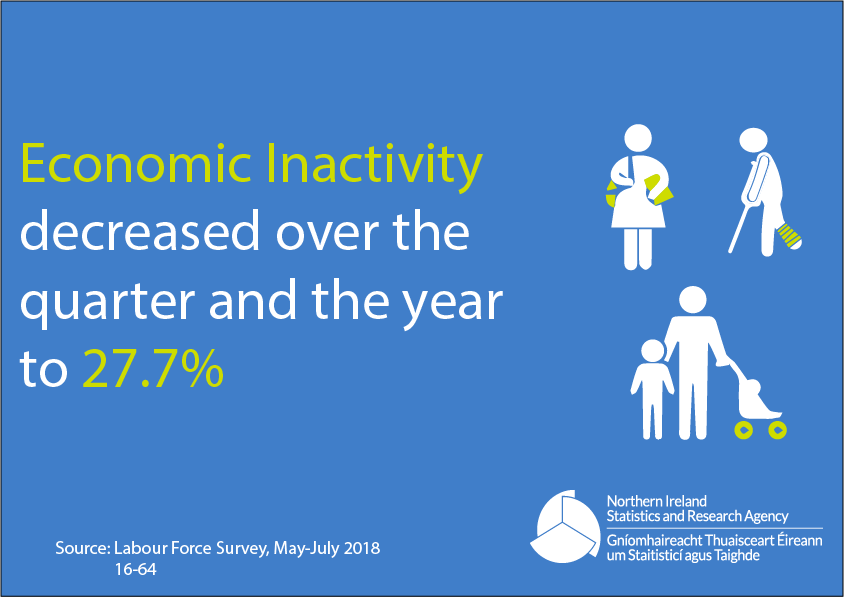 Economic Inactivity
decreased over the
quarter and the year
to 27.7%
Source: Labour Force Survey, May-July 2018
16-64
Northern Ireland
Statistics and Research Agency
Gníomhaireacht Thuaisceart Éireann
um Staitisticí agus Taighde